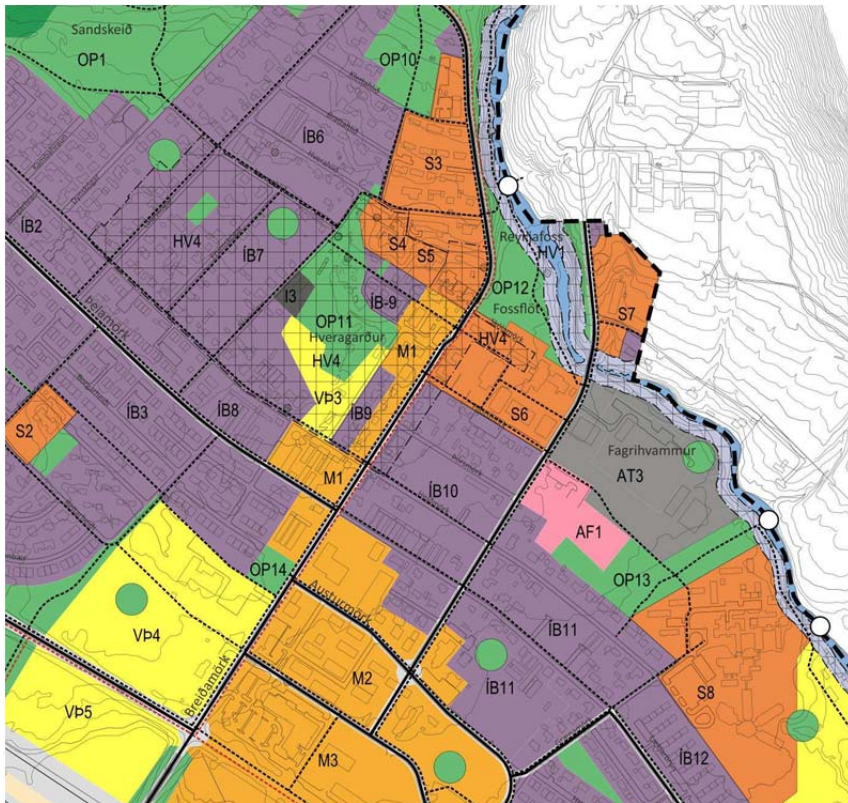 Sandskeið
OP1
OP10
ÍB6
S3
HV4
ÍB2
ÍB7
S4
S5
Reykjafoss
HV1
I3
ÍB-9
OP12
Fossflöt
S7
OP11
Hveragarður
HV4
M1
HV4
Þelamörk
VÞ3
ÍB9
ÍB3
ÍB8
S6
S2
Fagrihvammur
AT3
M1
ÍB10
AF1
OP14
OP13
Austurmörk
VÞ4
ÍB11
Breiðamörk
M2
ÍB11
S8
VÞ5
M3
ÍB12